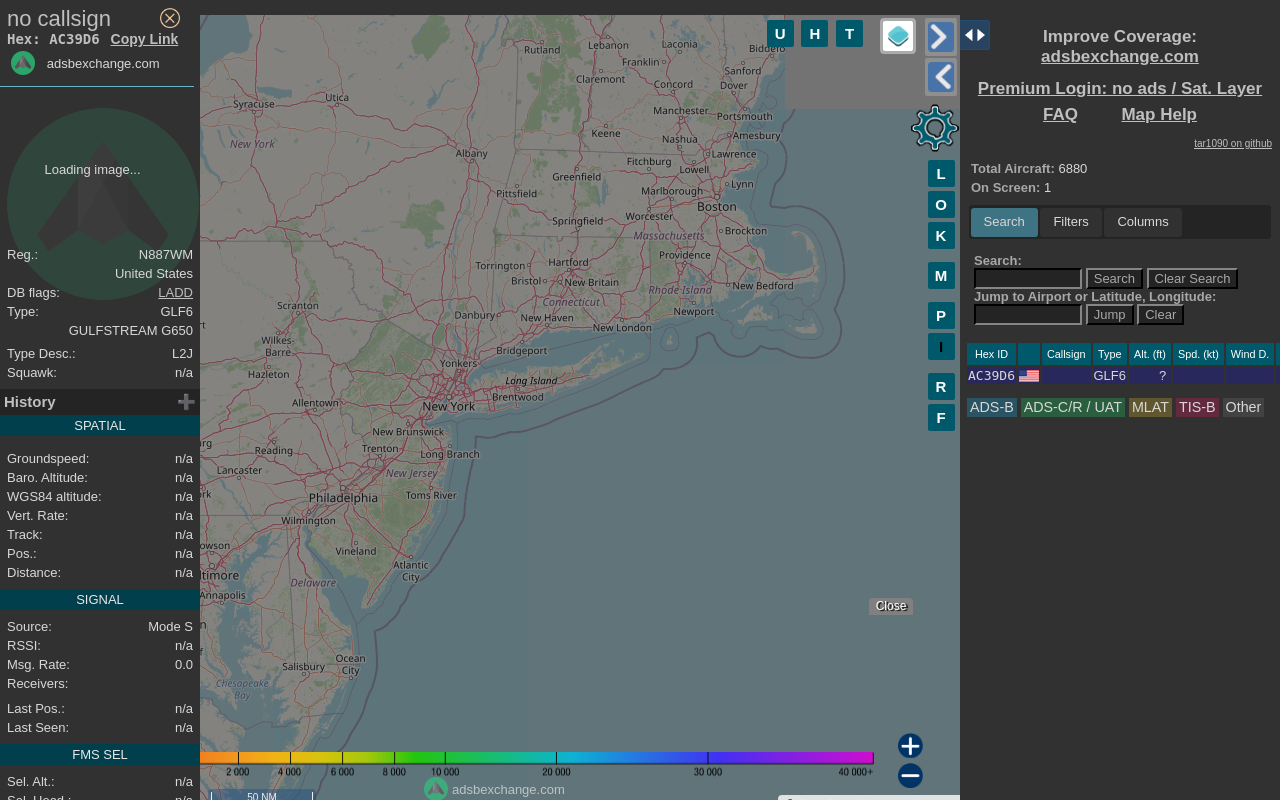 no callsign
Hex: AC39D6 Copy Link
adsbexchange.com
Loading image...
Reg.: N887WM
United States
DB flags: LADD
Type: GLF6
GULFSTREAM G650
Type Desc.: L2J
Squawk: n/a
History
SPATIAL
Groundspeed: n/a
Baro. Altitude: n/a
WGS84 altitude: n/a
Vert. Rate: n/a
Track: n/a
Pos.: n/a
Distance: n/a
SIGNAL
Source: Mode S
RSSI: n/a
Msg. Rate: 0.0
Receivers:
Last Pos.: n/a
Last Seen: n/a
FMS SEL
Sel. Alt.: n/a
U H T
Rutland
Lebanon
Laconia
Franklin
Sanford
Claremont
Concord
Dover
Syracuse
Utica
Manchester
Portsmouth
Keene
Amesbury
New York
Nashua
Albany
Lawrence
Fitchburg
Lowell
Greenfield
Lynn
Pittsfield
Marlborough
Boston
Springfield
Worcester
Brockton
Massachusetts
Providence
Torrington
Hartford
Bristol
New Britain
Rhode Island
New Bedford
Connecticut
Scranton
Danbury
New Haven
Newport
New London
Wilkes-
Barre
Bridgeport
Yonkers
Hazleton
Long Island
Brentwood
Allentown
New York
New Brunswick
Reading
Trenton
Long Branch
Lancaster
New Jersey
Philadelphia
Toms River
Wilmington
Vineland
Atlantic
City
Delaware
Annapolis
Ocean
City
Salisbury
Chesapeake
Bay
L
O
K
M
P
I
R
F
Close
2 000 4 000 6 000 8 000 10 000 20 000 30 000 40 000+
adsbexchange.com
50 NM
Improve Coverage:
adsbexchange.com
Premium Login: no ads / Sat. Layer
FAQ Map Help
tar1090 on github
Total Aircraft: 6880
On Screen: 1
Search Filters Columns
Search:
Search Clear Search
Jump to Airport or Latitude, Longitude:
Jump Clear
Hex ID Callsign Type Alt. (ft) Spd. (kt) Wind D.
AC39D6 GLF6 ?
ADS-B ADS-C/R / UAT MLAT TIS-B Other